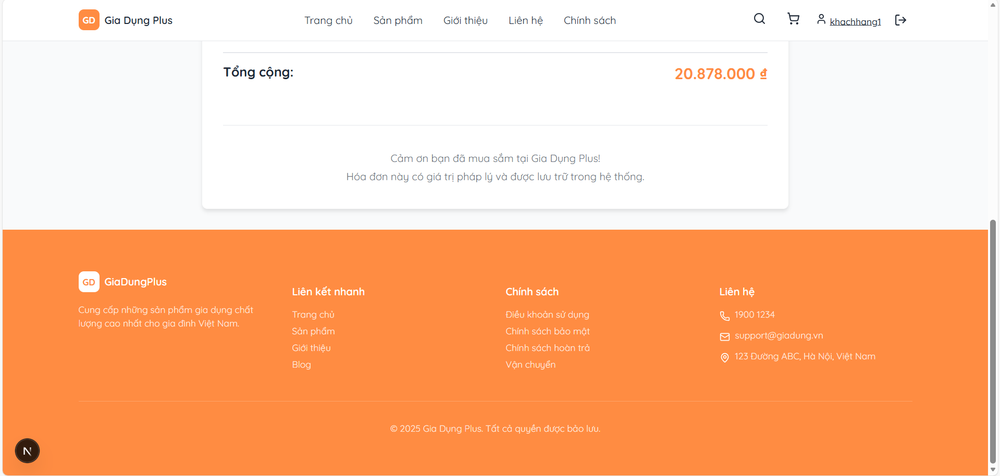 GD Gia Dụng Plus Trang chủ Sản phẩm Giới thiệu Liên hệ Chính sách khachhang1
Tổng cộng: 20.878.000 ₫
Cảm ơn bạn đã mua sắm tại Gia Dụng Plus!
Hóa đơn này có giá trị pháp lý và được lưu trữ trong hệ thống.
GD GiaDungPlus
Cung cấp những sản phẩm gia dụng chất
lượng cao nhất cho gia đình Việt Nam.
Liên kết nhanh
Trang chủ
Sản phẩm
Giới thiệu
Blog
Chính sách
Điều khoản sử dụng
Chính sách bảo mật
Chính sách hoàn trả
Vận chuyển
Liên hệ
1900 1234
support@giadung.vn
123 Đường ABC, Hà Nội, Việt Nam
© 2025 Gia Dụng Plus. Tất cả quyền được bảo lưu.
N